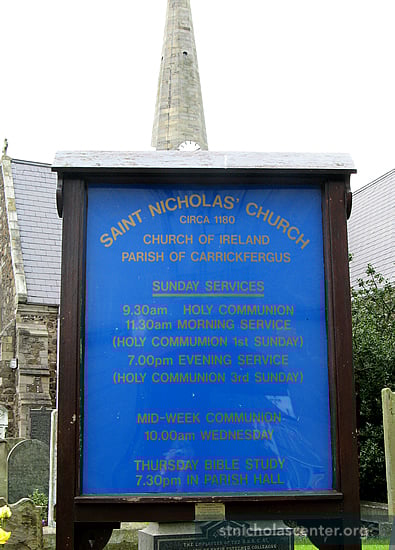 SAINT NICHOLAS' CHURCH
CIRCA 1180
CHURCH OF IRELAND
PARISH OF CARRICKFERGUS
SUNDAY SERVICES
9.30am HOLY COMMUNION
11.30am MORNING SERVICE
(HOLY COMMUMION 1st SUNDAY)
7.00pm EVENING SERVICE
(HOLY COMMUNION 3rd SUNDAY)
MID-WEEK COMMUNION
10.00am WEDNESDAY
THURSDAY BIBLE STUDY
7.30pm IN PARISH HALL
stnicholascenter.org